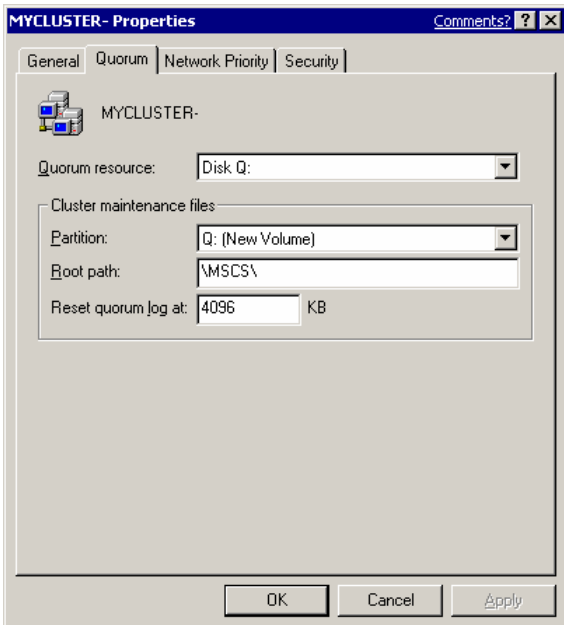 MYCLUSTER- Properties Comments? ? X
General Quorum Network Priority Security
MYCLUSTER-
Quorum resource: Disk Q:
Cluster maintenance files
Partition: Q: (New Volume)
Root path: \MSCS\
Reset quorum log at: 4096 KB
OK Cancel Apply